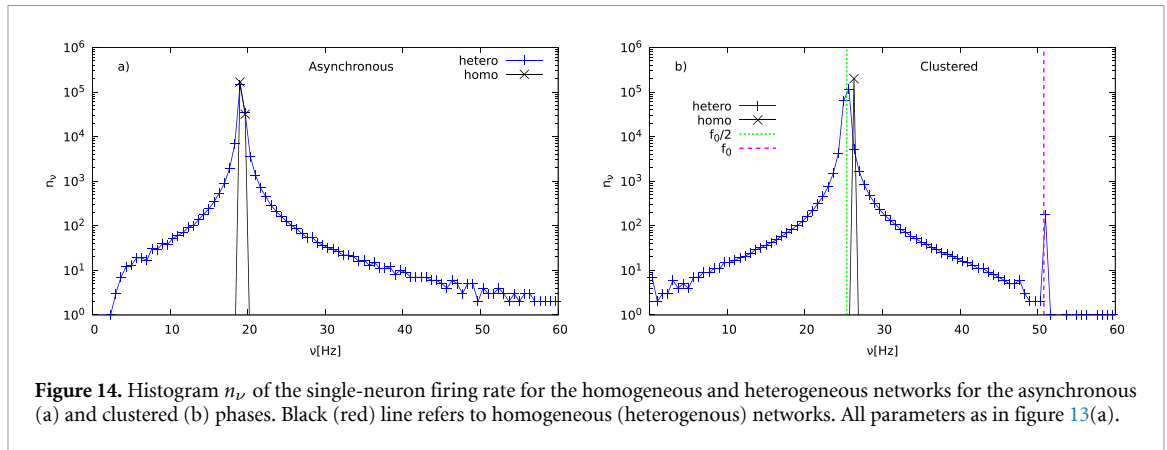 a)
Asynchronous
hetero
homo
n_ν
10^6
10^5
10^4
10^3
10^2
10^1
10^0
0 10 20 30 40 50 60
ν[Hz]
b)
Clustered
hetero
homo
f_0/2
f_0
n_ν
10^6
10^5
10^4
10^3
10^2
10^1
10^0
0 10 20 30 40 50 60
ν[Hz]
Figure 14. Histogram n_ν of the single-neuron firing rate for the homogeneous and heterogeneous networks for the asynchronous
(a) and clustered (b) phases. Black (red) line refers to homogeneous (heterogenous) networks. All parameters as in figure 13(a).